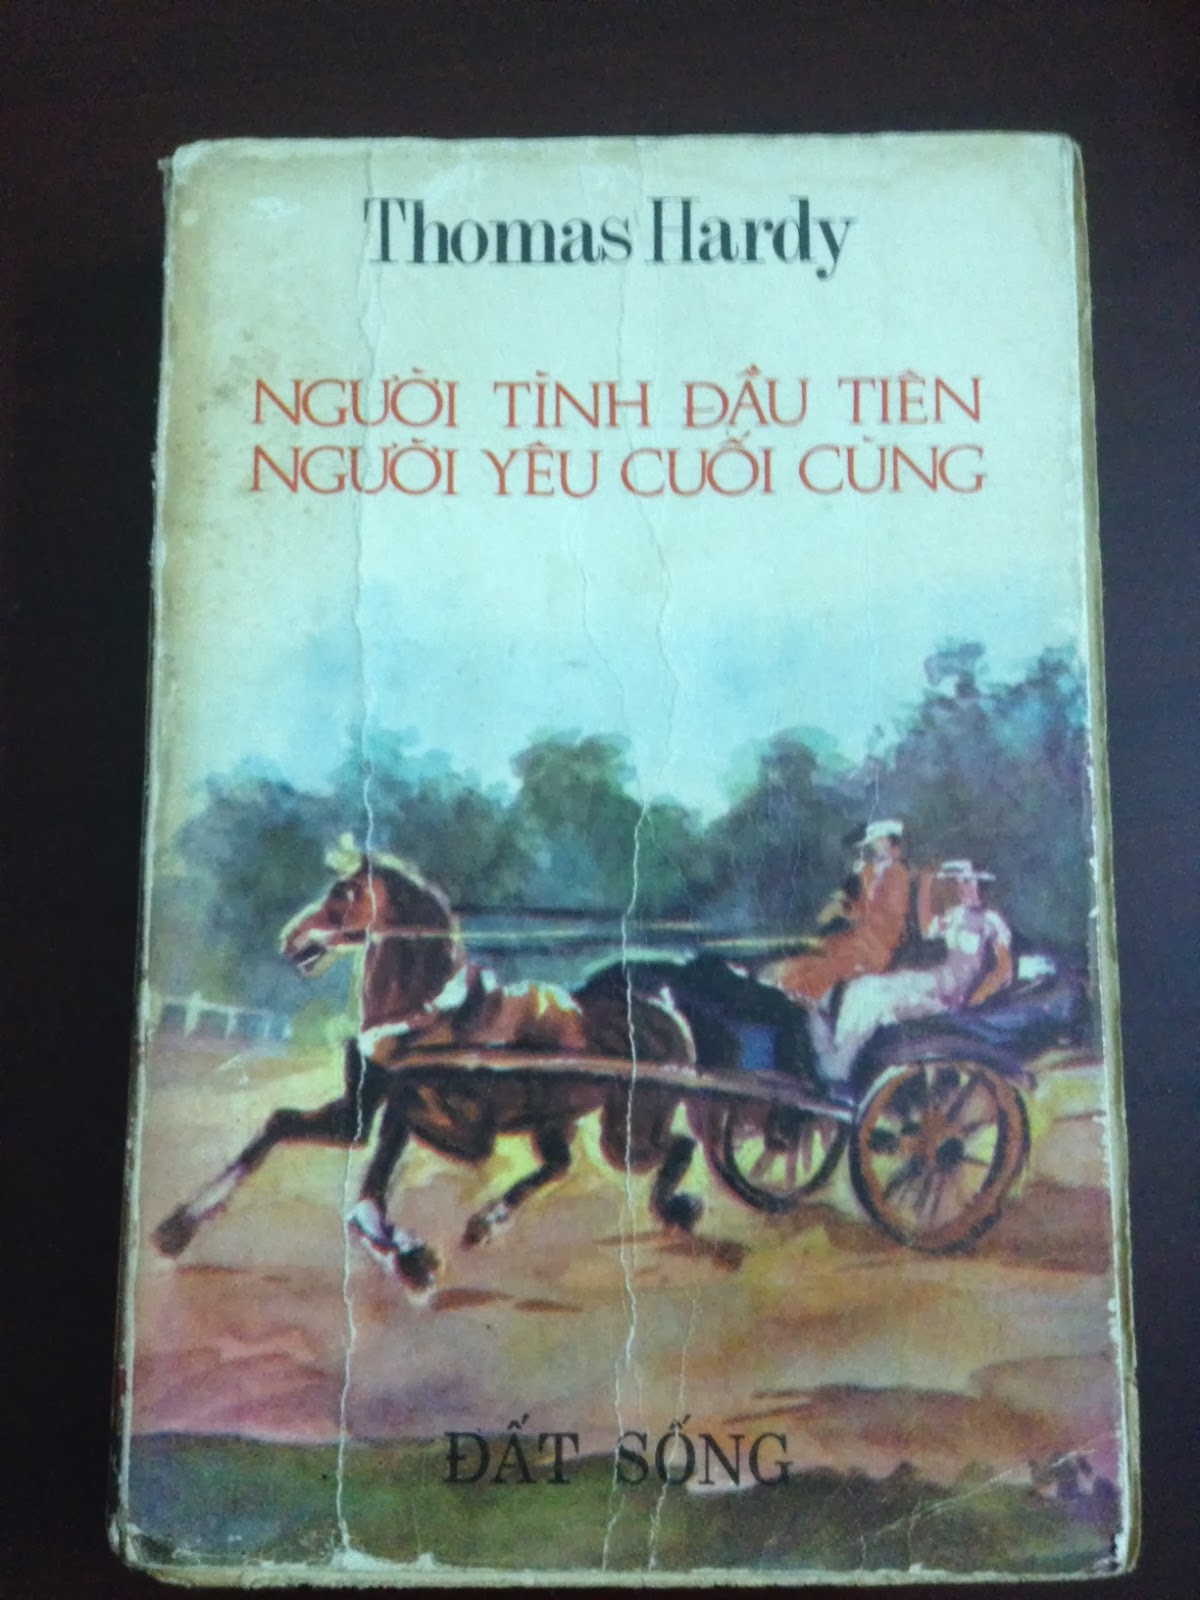 Thomas Hardy
NGƯỜI TÌNH ĐẦU TIÊN
NGƯỜI YÊU CUỐI CÙNG
ĐẤT SỐNG